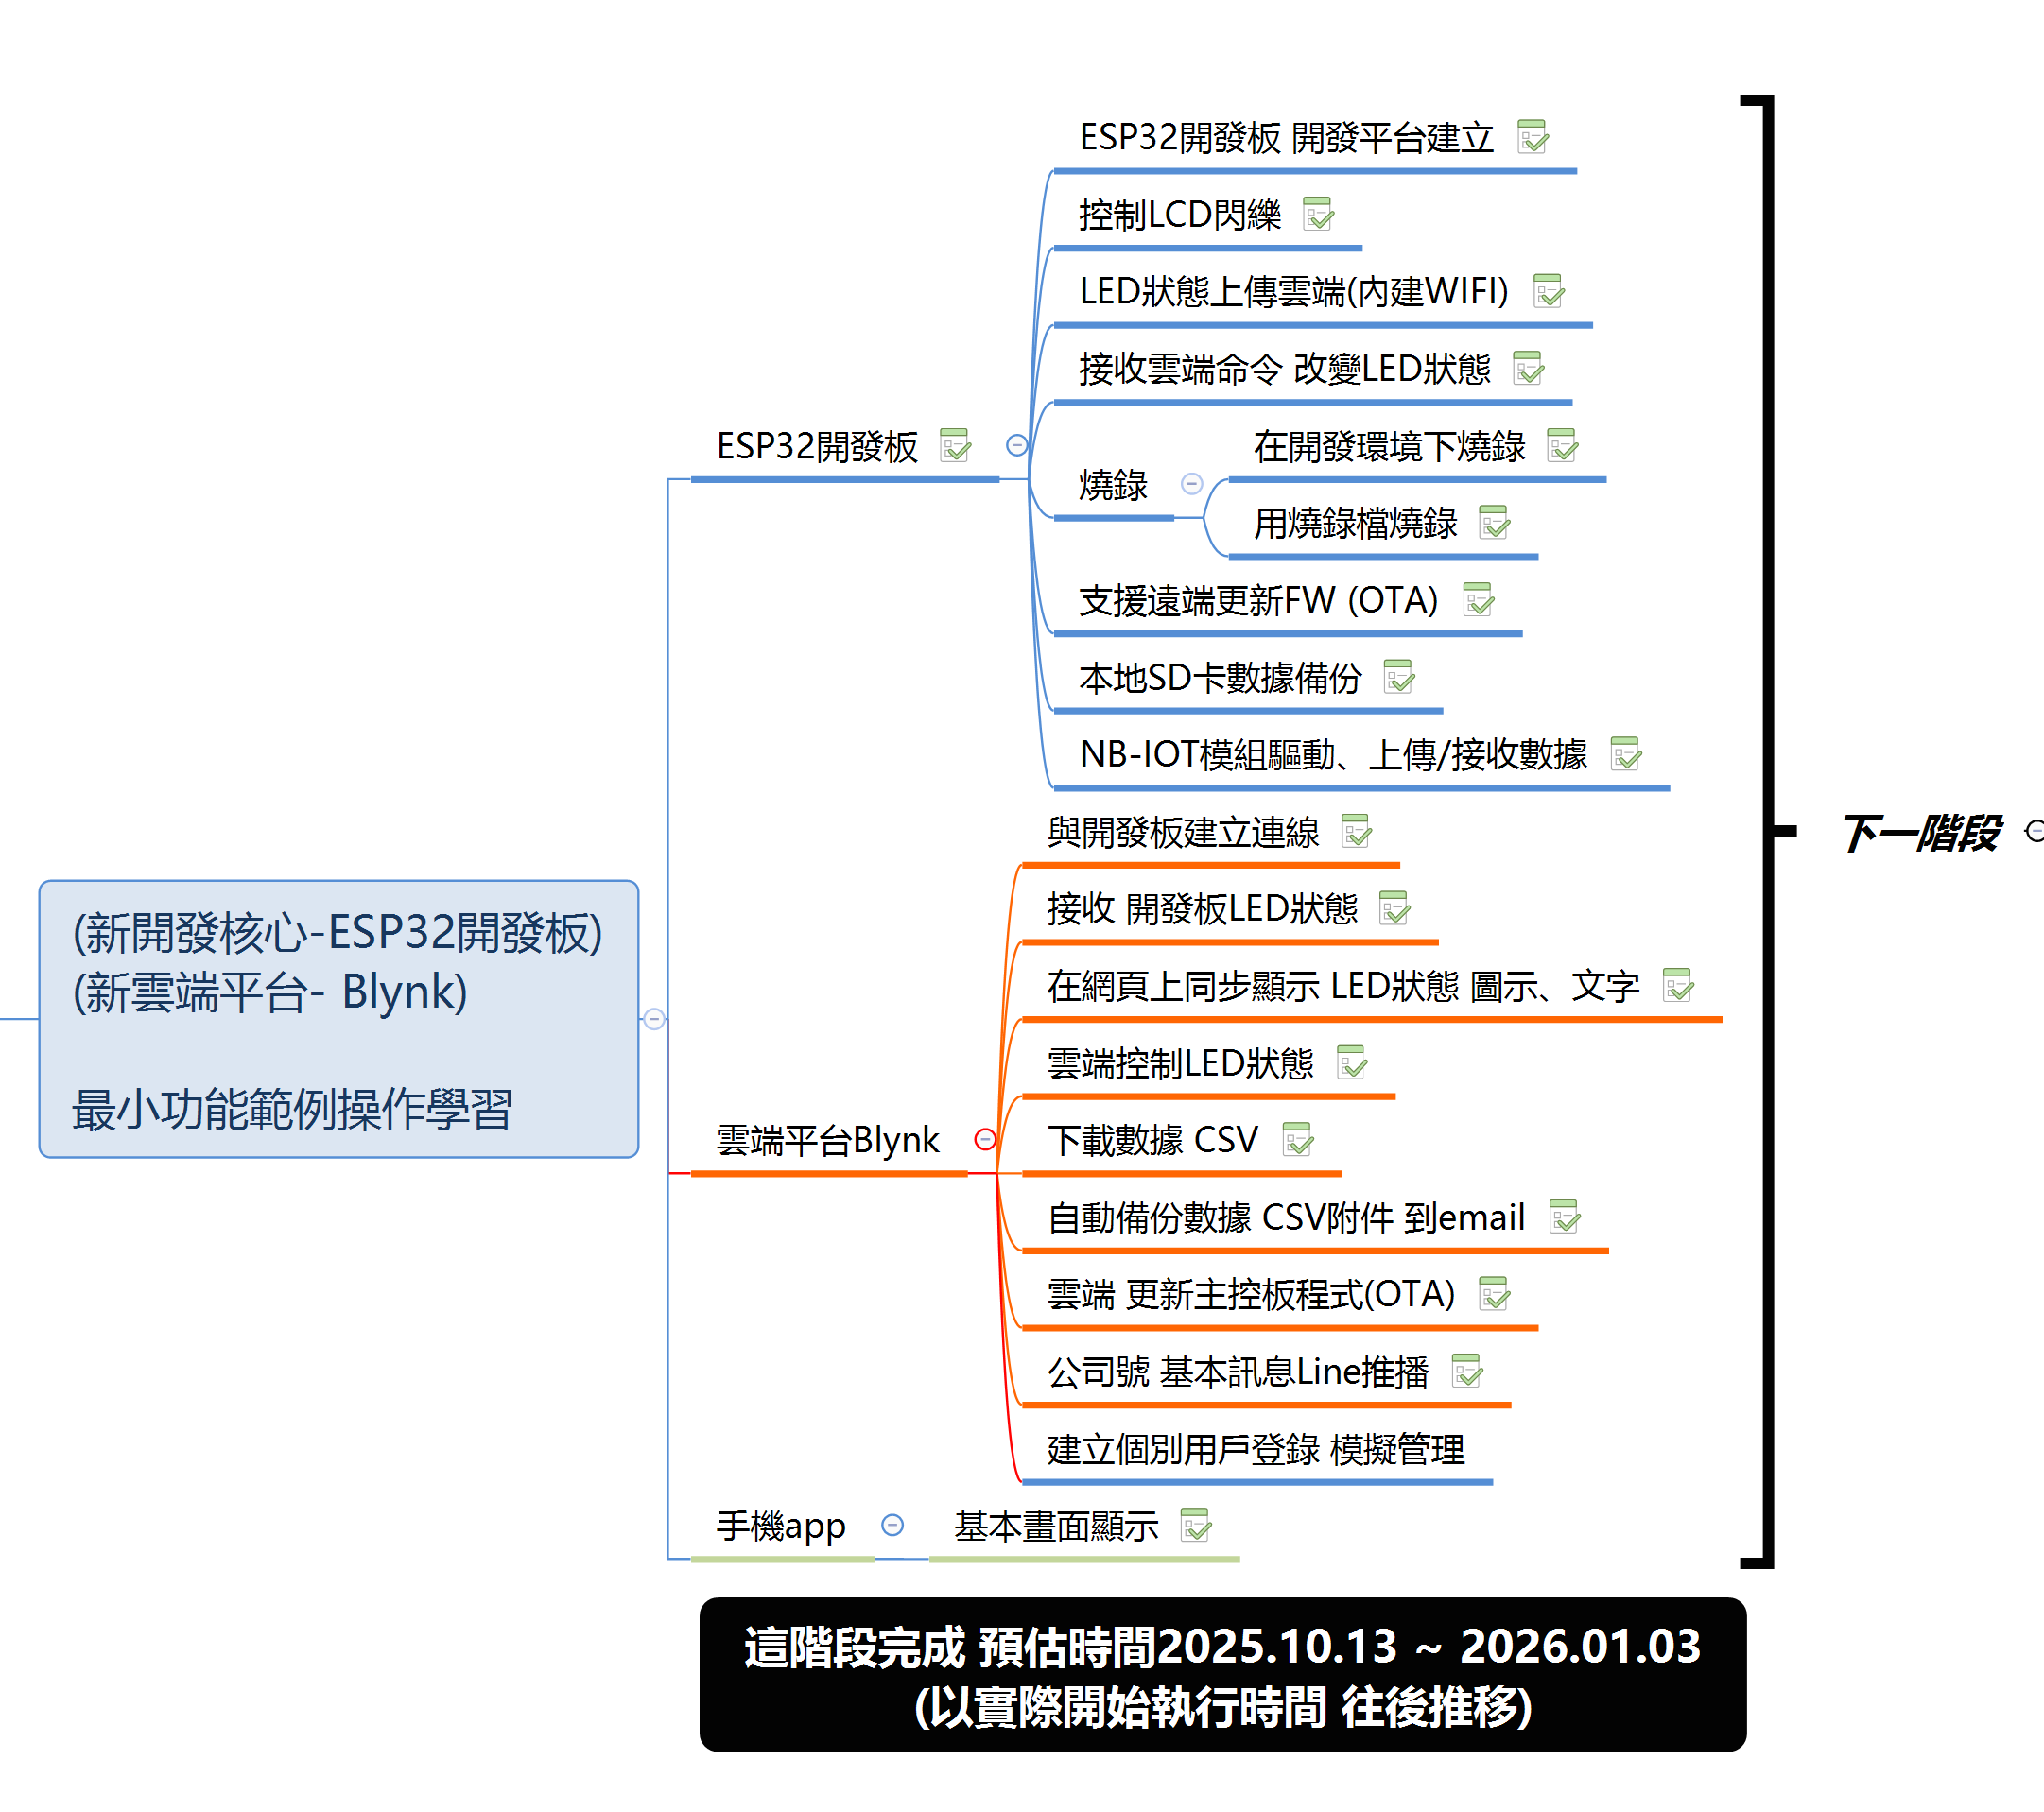 ESP32開發板 開發平台建立
控制LCD閃爍
LED狀態上傳雲端(內建WIFI)
接收雲端命令 改變LED狀態
ESP32開發板
燒錄
在開發環境下燒錄
用燒錄檔燒錄
支援遠端更新FW (OTA)
本地SD卡數據備份
NB-IOT模組驅動、上傳/接收數據
(新開發核心-ESP32開發板)
(新雲端平台- Blynk)
最小功能範例操作學習
雲端平台Blynk
與開發板建立連線
接收 開發板LED狀態
在網頁上同步顯示 LED狀態 圖示、文字
雲端控制LED狀態
下載數據 CSV
自動備份數據 CSV附件 到email
雲端 更新主控板程式(OTA)
公司號 基本訊息Line推播
建立個別用戶登錄 模擬管理
手機app
基本畫面顯示
下一階段
這階段完成 預估時間2025.10.13 ~ 2026.01.03
(以實際開始執行時間 往後推移)